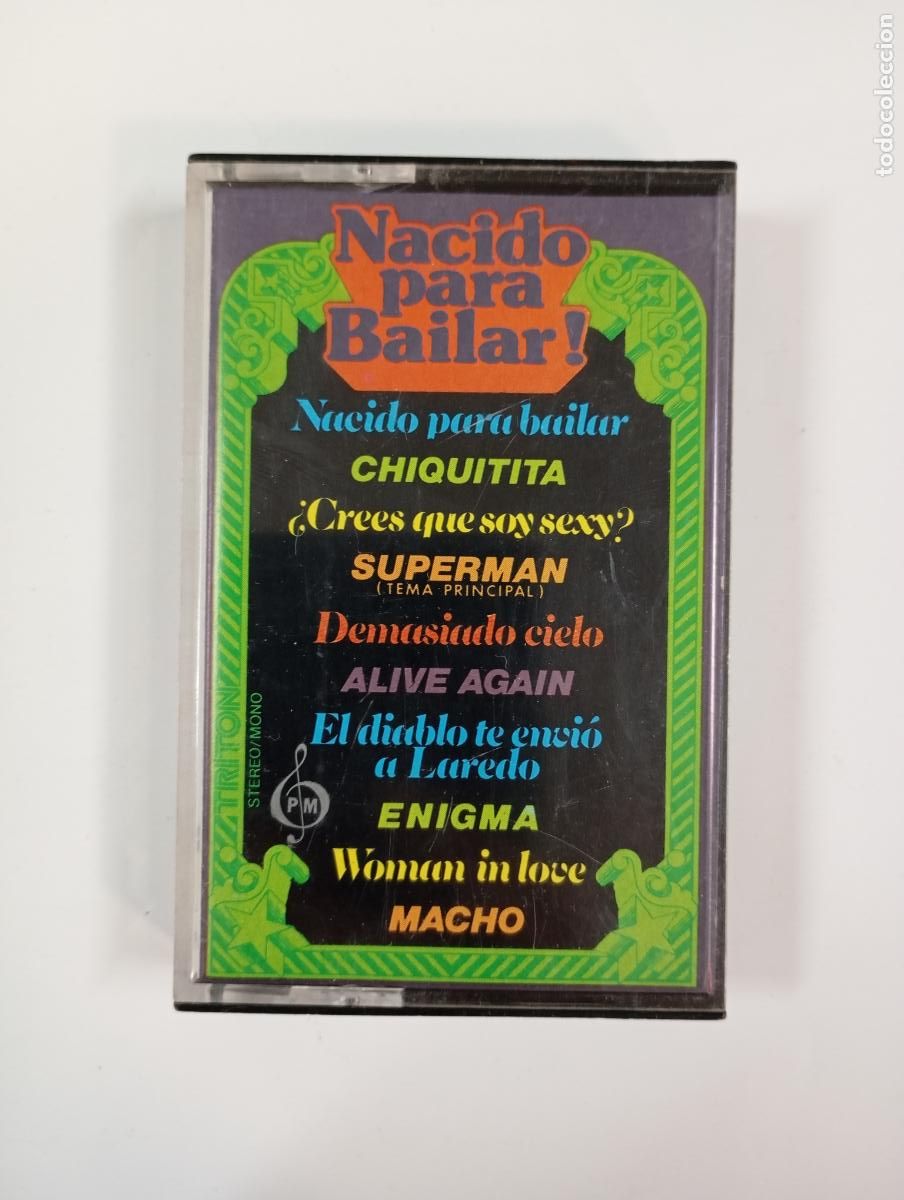 Nacido
para
Bailar!
Nacido para bailar
CHIQUITITA
¿Crees que soy sexy?
SUPERMAN
(TEMA PRINCIPAL)
Demasiado cielo
ALIVE AGAIN
El diablo te envió
a Laredo
ENIGMA
Woman in love
MACHO
TRITON
STEREO/MONO
PM
todocoleccion